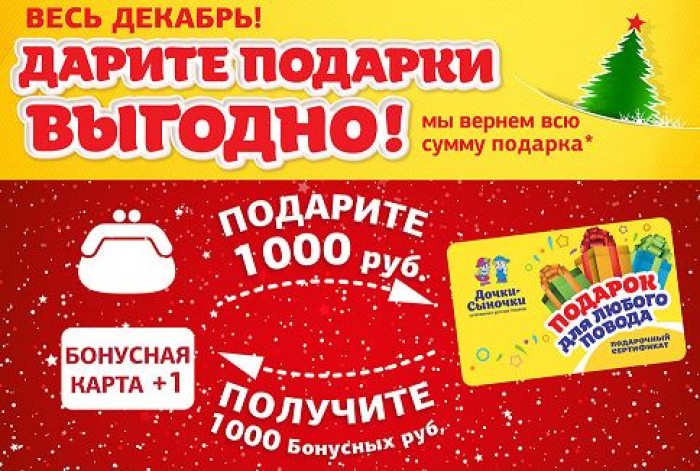 ВЕСЬ ДЕКАБРЬ!
ДАРИТЕ ПОДАРКИ
ВЫГОДНО!
мы вернем всю
сумму подарка*
ПОДАРИТЕ
1000 руб.
Дочки-
Сыночки
ПОДАРОК
ДЛЯ ЛЮБОГО
ПОВОДА
ПОДАРОЧНЫЙ
СЕРТИФИКАТ
БОНУСНАЯ
КАРТА +1
ПОЛУЧИТЕ
1000 Бонусных руб.